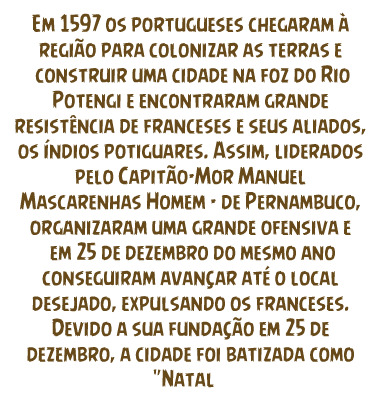 Em 1597 os portugueses chegaram à
região para colonizar as terras e
construir uma cidade na foz do Rio
Potengi e encontraram grande
resistência de franceses e seus aliados,
os índios potiguares. Assim, liderados
pelo Capitão-Mor Manuel
Mascarenhas Homem - de Pernambuco,
organizaram uma grande ofensiva e
em 25 de dezembro do mesmo ano
conseguiram avançar até o local
desejado, expulsando os franceses.
Devido a sua fundação em 25 de
dezembro, a cidade foi batizada como
"Natal